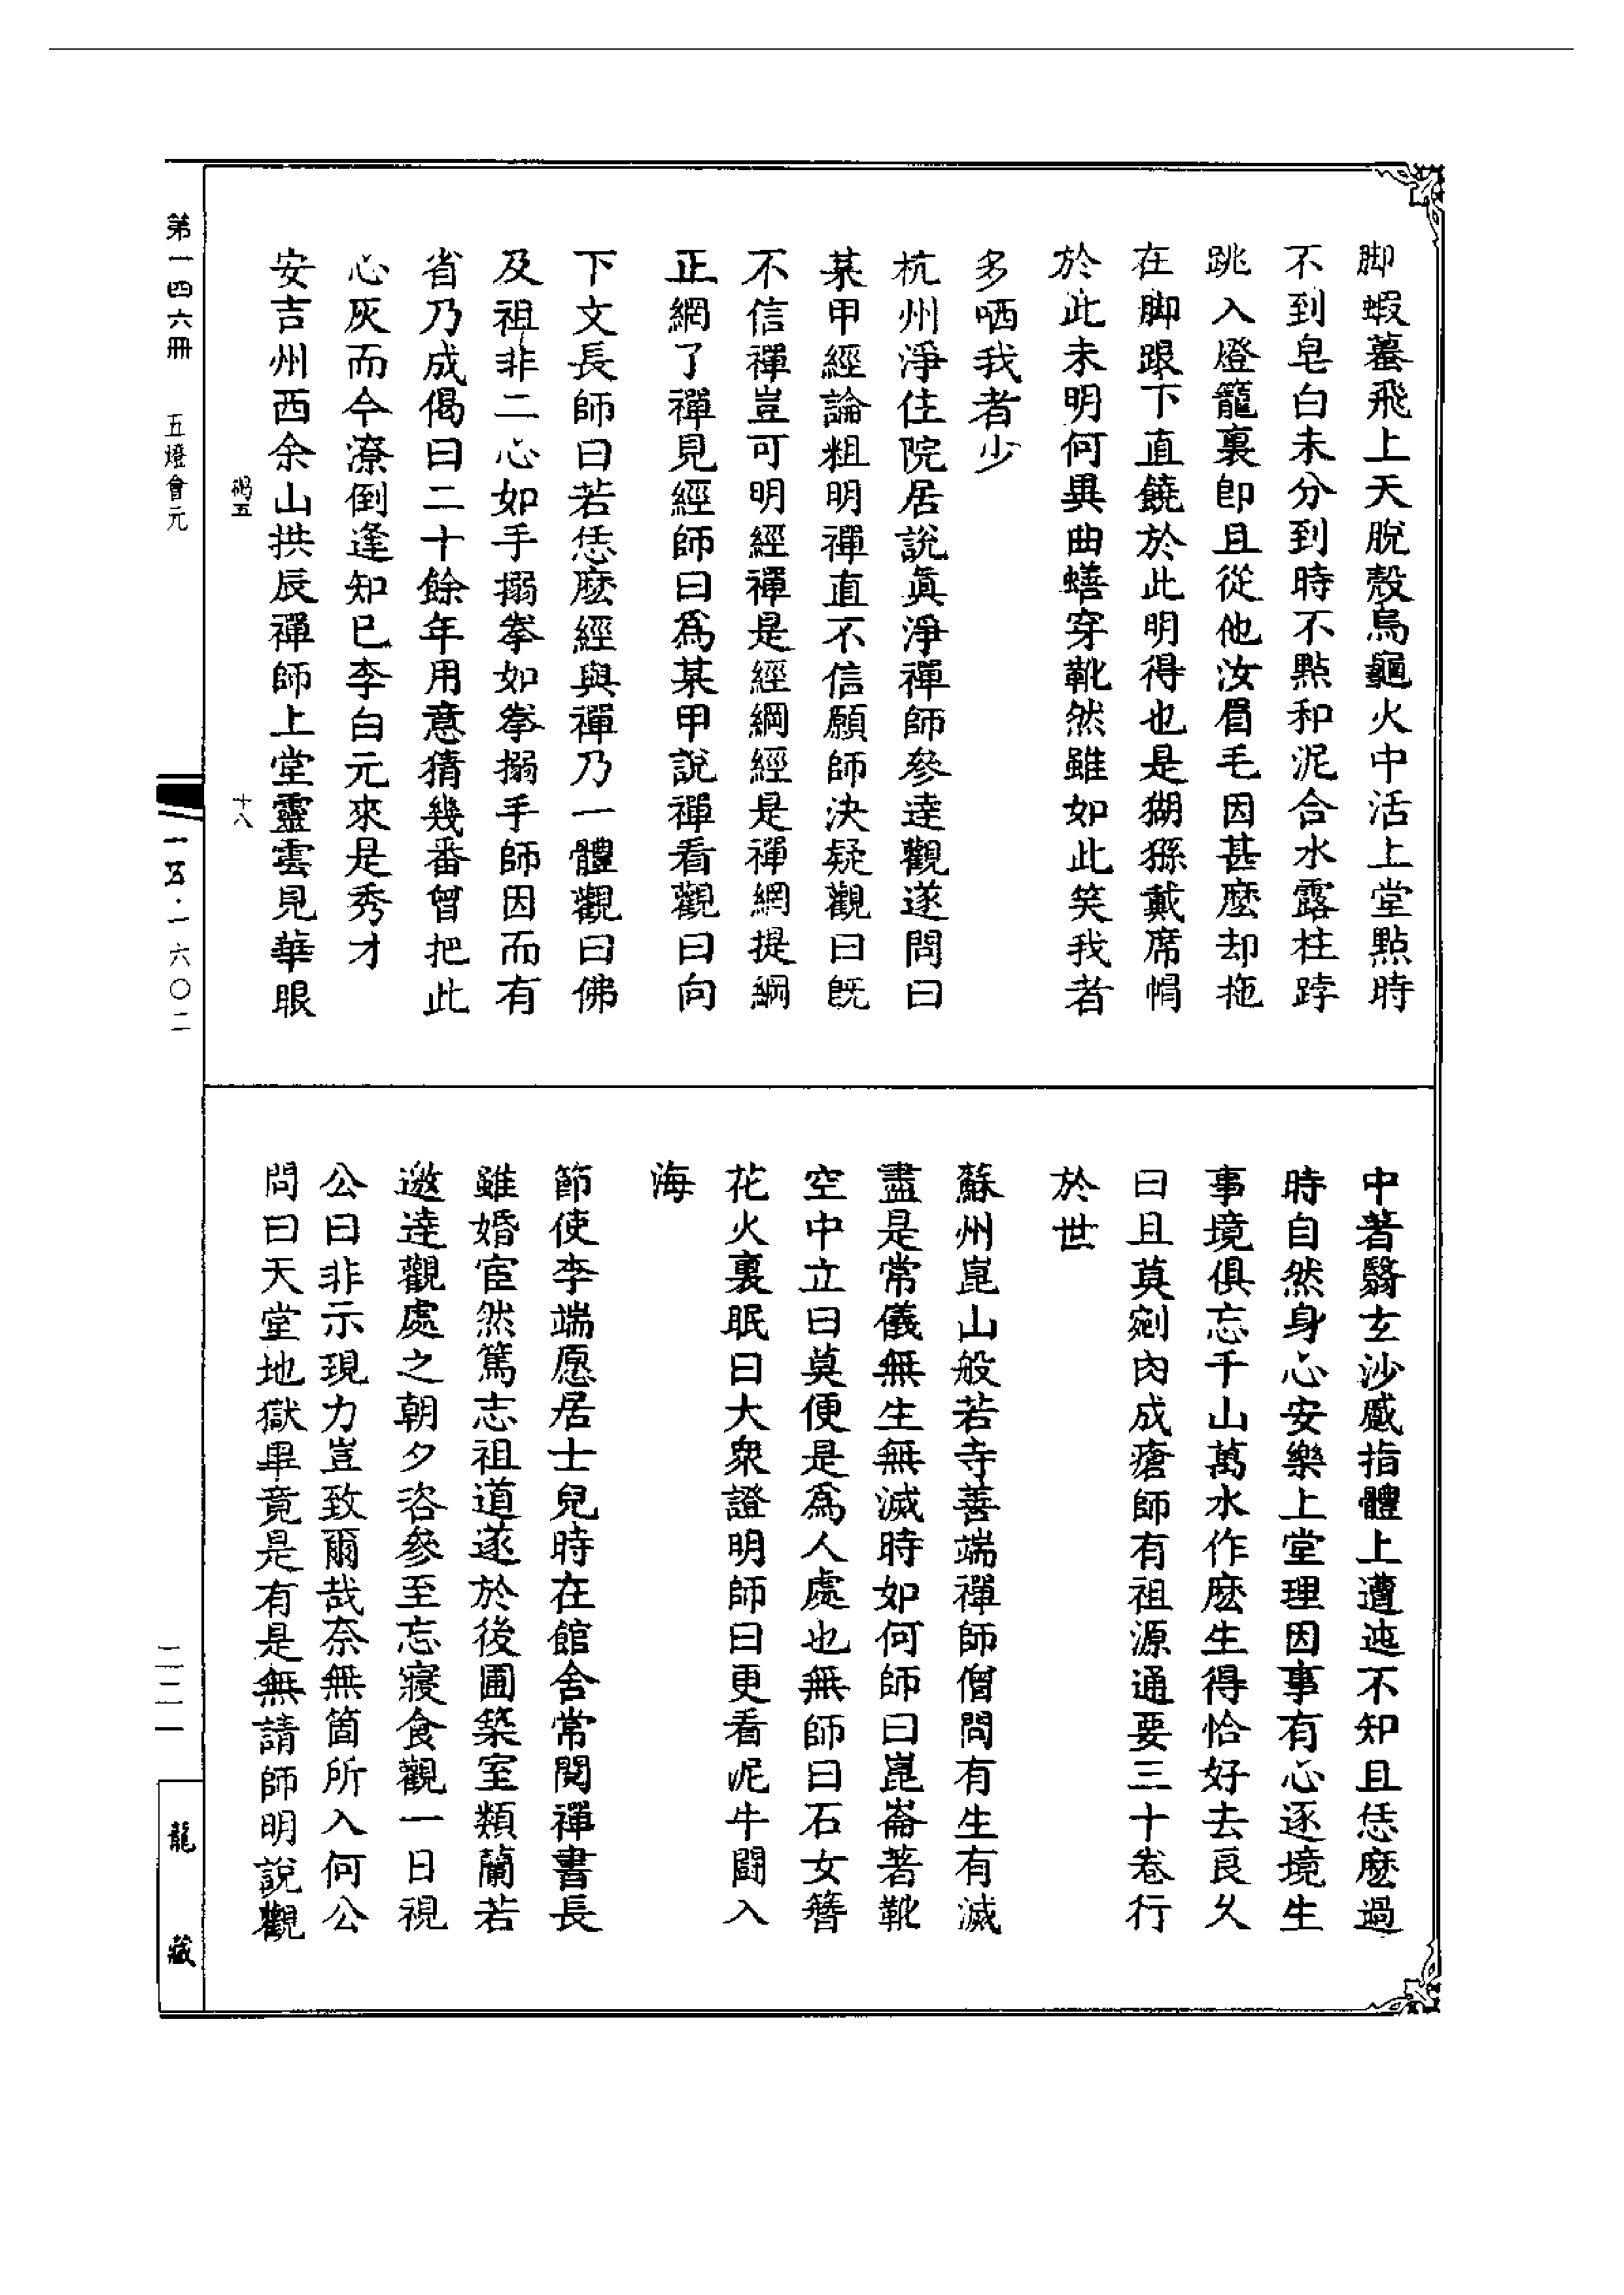 脚蝦蟇飛上天脫殼烏龜火中活上堂點時
不到皂白未分到時不點和泥合水露柱𨁝
跳入燈籠裏即且從他汝眉毛因甚麼却拖
在脚跟下直饒於此明得也是猢猻戴席帽
於此未明何異曲蟮穿靴然雖如此笑我者
多哂我者少
杭州淨住院居說眞淨禪師參達觀遂問曰
某甲經論粗明禪直不信願師決疑觀曰旣
不信禪豈可明經禪是經綱經是禪網提綱
正網了禪見經師曰爲某甲說禪看觀曰向
下文長師曰若恁麼經與禪乃一體觀曰佛
及祖非二心如手搦拳如拳搦手師因而有
省乃成偈曰二十餘年用意猜幾番曾把此
心灰而今潦倒逢知已李白元來是秀才
安吉州西余山拱辰禪師上堂靈雲見華眼
中著翳玄沙蹙指體上遭迍不知且恁麼過
時自然身心安樂上堂理因事有心逐境生
事境俱忘千山萬水作麼生得恰好去良久
曰且莫剜肉成瘡師有祖源通要三十卷行
於世
蘇州崑山般若寺善端禪師僧問有生有滅
盡是常儀無生無滅時如何師曰崑崙著靴
空中立曰莫便是爲人處也無師曰石女簪
花火裏眠曰大衆證明師曰更看泥牛鬪入
海
節使李端愿居士兒時在館舍常閱禪書長
雖婚宦然篤志祖道遂於後圃築室類蘭若
邀達觀處之朝夕咨參至忘寢食觀一日視
公曰非示現力豈致爾哉奈無箇所入何公
問曰天堂地獄畢竟是有是無請師明說觀
第一四六冊 五燈會元
十八
一五·一六〇二
二二一
龍藏